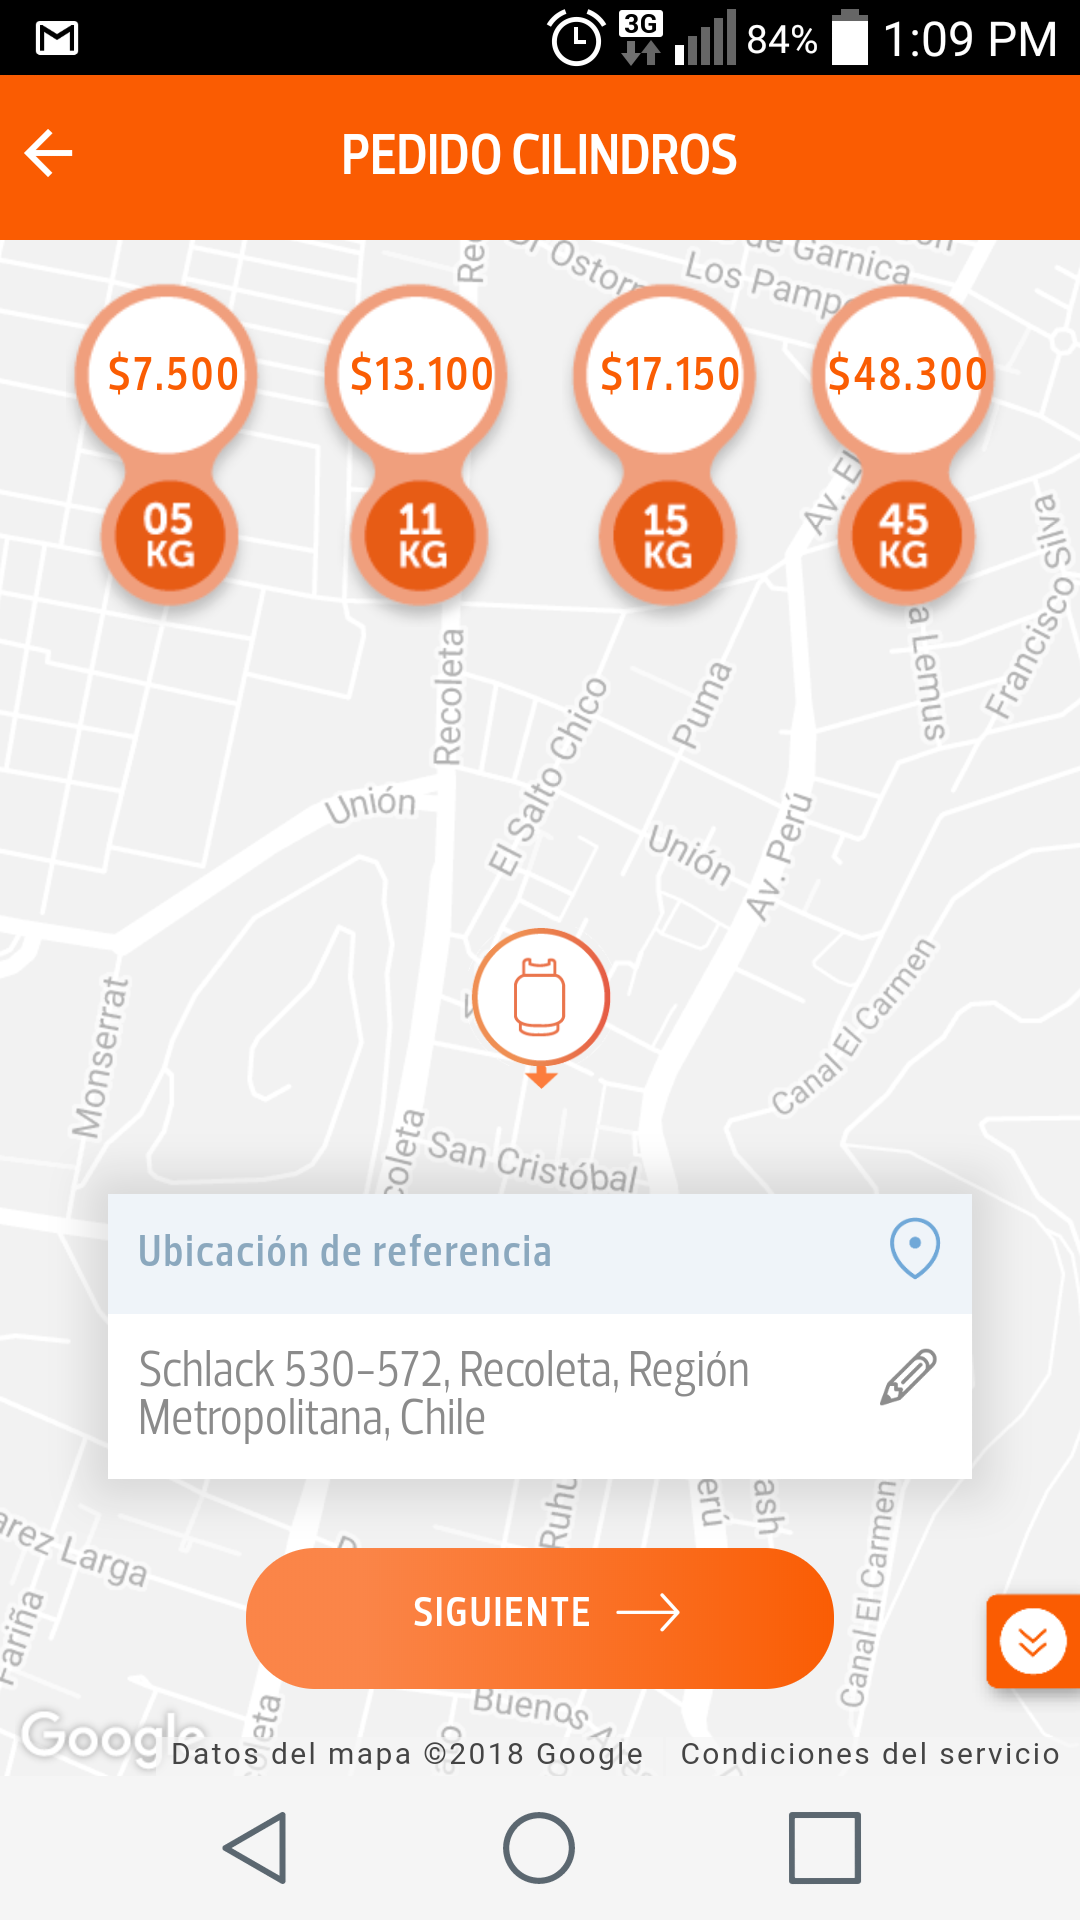 3G 84% 1:09 PM
PEDIDO CILINDROS
de Garnica
Ostorn
Los Pamp
$7.500 $13.100 $17.150 $48.300
05 11 15 45
KG KG KG KG
Av. El
a Lemus
Francisco Silva
Recoleta
El Salto Chico
Puma
Unión
Unión
Av. Perú
Monserrat
Canal El Carmen
San Cristóbal
coleta
Ubicación de referencia
Schlack 530-572, Recoleta, Región
Metropolitana, Chile
arez Larga
Fariña
Ruhu
erú
ash
Canal El Carmen
SIGUIENTE
Buenos A
oleta
Google
Datos del mapa ©2018 Google Condiciones del servicio